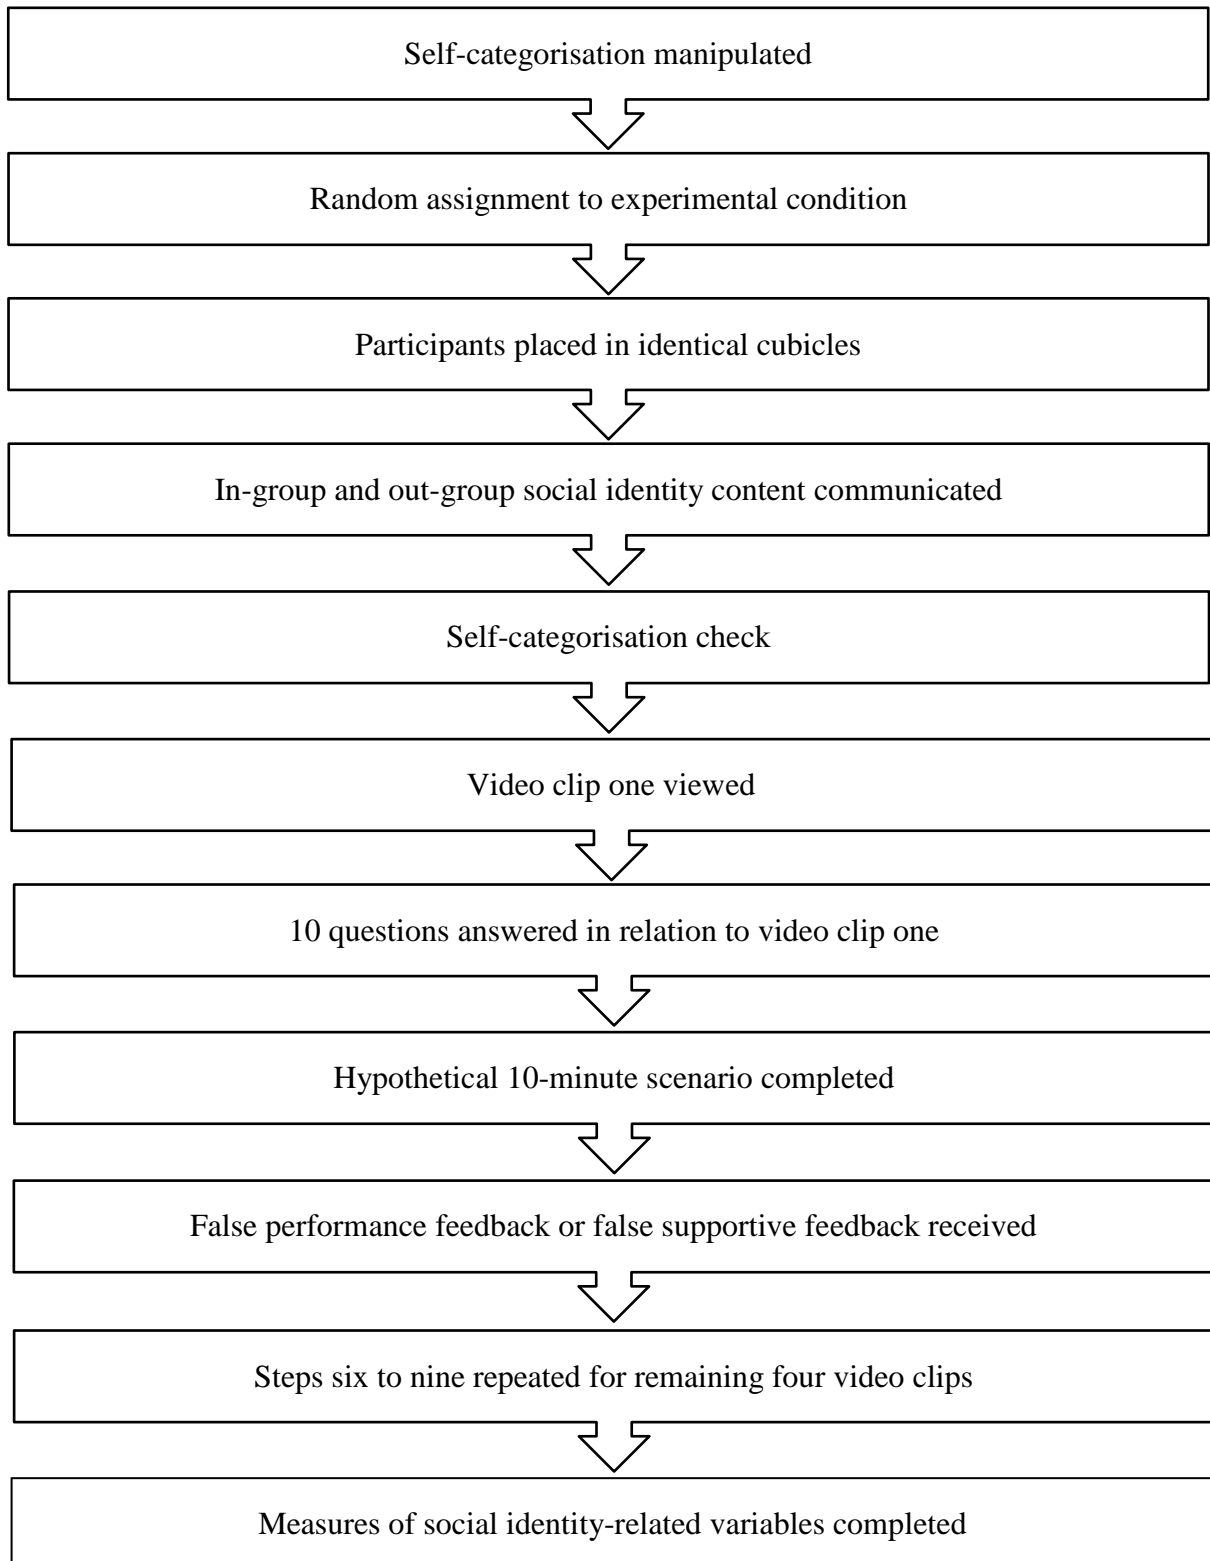 Self-categorisation manipulated
Random assignment to experimental condition
Participants placed in identical cubicles
In-group and out-group social identity content communicated
Self-categorisation check
Video clip one viewed
10 questions answered in relation to video clip one
Hypothetical 10-minute scenario completed
False performance feedback or false supportive feedback received
Steps six to nine repeated for remaining four video clips
Measures of social identity-related variables completed